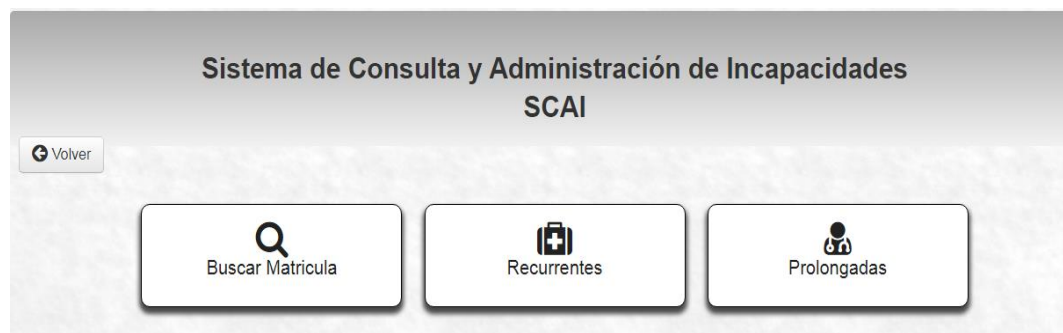 Sistema de Consulta y Administración de Incapacidades
SCAI
Volver
Buscar Matricula
Recurrentes
Prolongadas